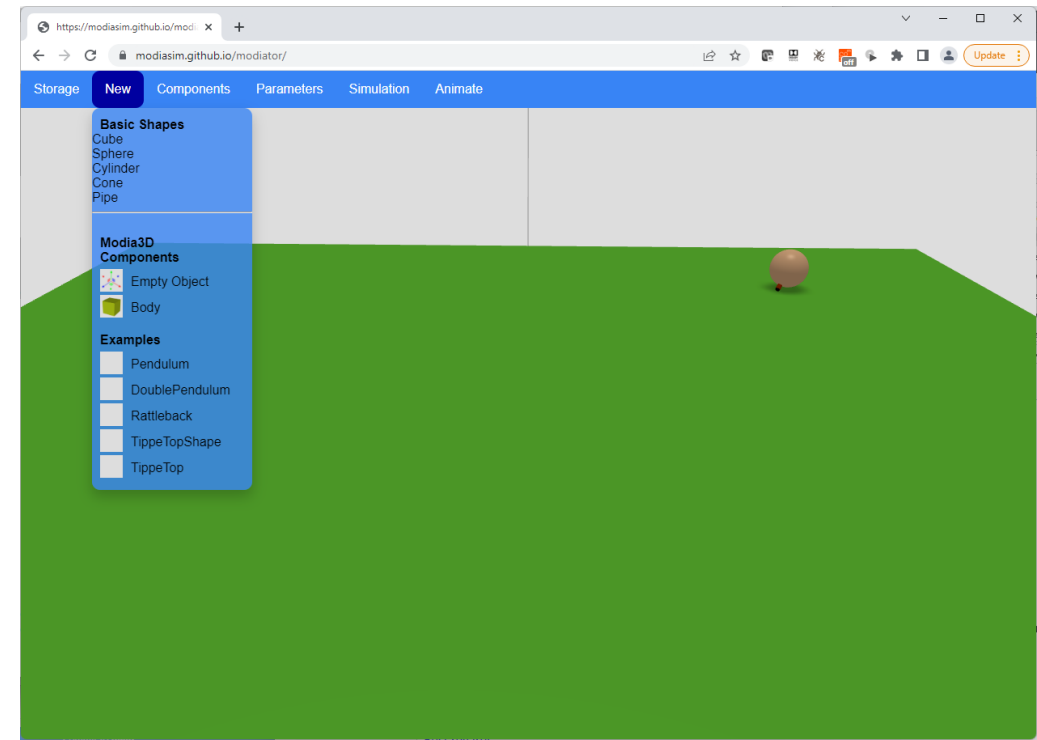 https://modiasim.github.io/modi
modiasim.github.io/modiator/
off
Update
Storage New Components Parameters Simulation Animate
Basic Shapes
Cube
Sphere
Cylinder
Cone
Pipe
Modia3D
Components
Empty Object
Body
Examples
Pendulum
DoublePendulum
Rattleback
TippeTopShape
TippeTop